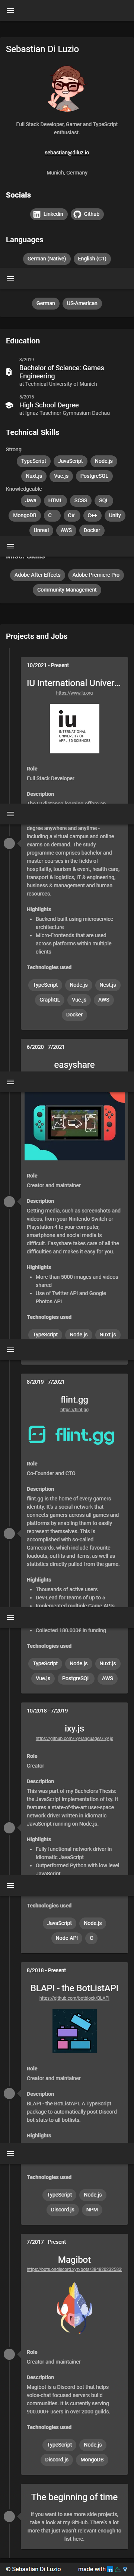 Sebastian Di Luzio
Full Stack Developer, Gamer and TypeScript
enthusiast.
sebastian@diluz.io
Munich, Germany
Socials
Linkedin
Github
Languages
German (Native)
English (C1)
German
US-American
Education
8/2019
Bachelor of Science: Games
Engineering
at Technical University of Munich
5/2015
High School Degree
at Ignaz-Taschner-Gymnasium Dachau
Technical Skills
Strong
TypeScript
JavaScript
Node.js
Nuxt.js
Vue.js
PostgreSQL
Knowledgeable
Java
HTML
SCSS
SQL
MongoDB
C
C#
C++
Unity
Unreal
AWS
Docker
Adobe After Effects
Adobe Premiere Pro
Community Management
Projects and Jobs
10/2021 - Present
IU International Univer...
https://www.iu.org
iu
INTERNATIONAL
UNIVERSITY OF
APPLIED SCIENCES
Role
Full Stack Developer
Description
degree anywhere and anytime -
including a virtual campus and online
exams on demand. The study
programme comprises bachelor and
master courses in the fields of
hospitality, tourism & event, health care,
transport & logistics, IT & engineering,
business & management and human
resources.
Highlights
Backend built using microservice
architecture
Micro-Frontends that are used
across platforms within multiple
clients
Technologies used
TypeScript
Node.js
Nest.js
GraphQL
Vue.js
AWS
Docker
6/2020 - 7/2021
easyshare
Role
Creator and maintainer
Description
Getting media, such as screenshots and
videos, from your Nintendo Switch or
Playstation 4 to your computer,
smartphone and social media is
difficult. Easyshare takes care of all the
difficulties and makes it easy for you.
Highlights
More than 5000 images and videos
shared
Use of Twitter API and Google
Photos API
Technologies used
TypeScript
Node.js
Nuxt.js
8/2019 - 7/2021
flint.gg
https://flint.gg
flint.gg
Role
Co-Founder and CTO
Description
flint.gg is the home of every gamers
identity. It's a social network that
connects gamers across all games and
platforms by enabling them to easily
represent themselves. This is
accomplished with so-called
Gamecards, which include favourite
loadouts, outfits and items, as well as
statistics directly pulled from the game.
Highlights
Thousands of active users
Dev-Lead for teams of up to 5
Implemented multiple Game APIs
Collected 180.000€ in funding
Technologies used
TypeScript
Node.js
Nuxt.js
Vue.js
PostgreSQL
AWS
10/2018 - 7/2019
ixy.js
https://github.com/ixy-languages/ixy.js
Role
Creator
Description
This was part of my Bachelors Thesis:
the JavaScript implementation of ixy. It
features a state-of-the-art user-space
network driver written in idiomatic
JavaScript running on Node.js.
Highlights
Fully functional network driver in
idiomatic JavaScript
Outperformed Python with low level
JavaScript
Technologies used
JavaScript
Node.js
Node-API
C
8/2018 - Present
BLAPI - the BotListAPI
https://github.com/botblock/BLAPI
Role
Creator and maintainer
Description
BLAPI - the BotListAPI. A TypeScript
package to automatically post Discord
bot stats to all botlists.
Highlights
Technologies used
TypeScript
Node.js
Discord.js
NPM
7/2017 - Present
Magibot
Role
Creator and maintainer
Description
Magibot is a Discord bot that helps
voice-chat focused servers build
communities. It is currently serving
900.000+ users in over 2000 guilds.
Technologies used
TypeScript
Node.js
Discord.js
MongoDB
The beginning of time
If you want to see more side projects,
take a look at my GitHub. There's a lot
more that just wasn't relevant enough to
list here.
© Sebastian Di Luzio
made with